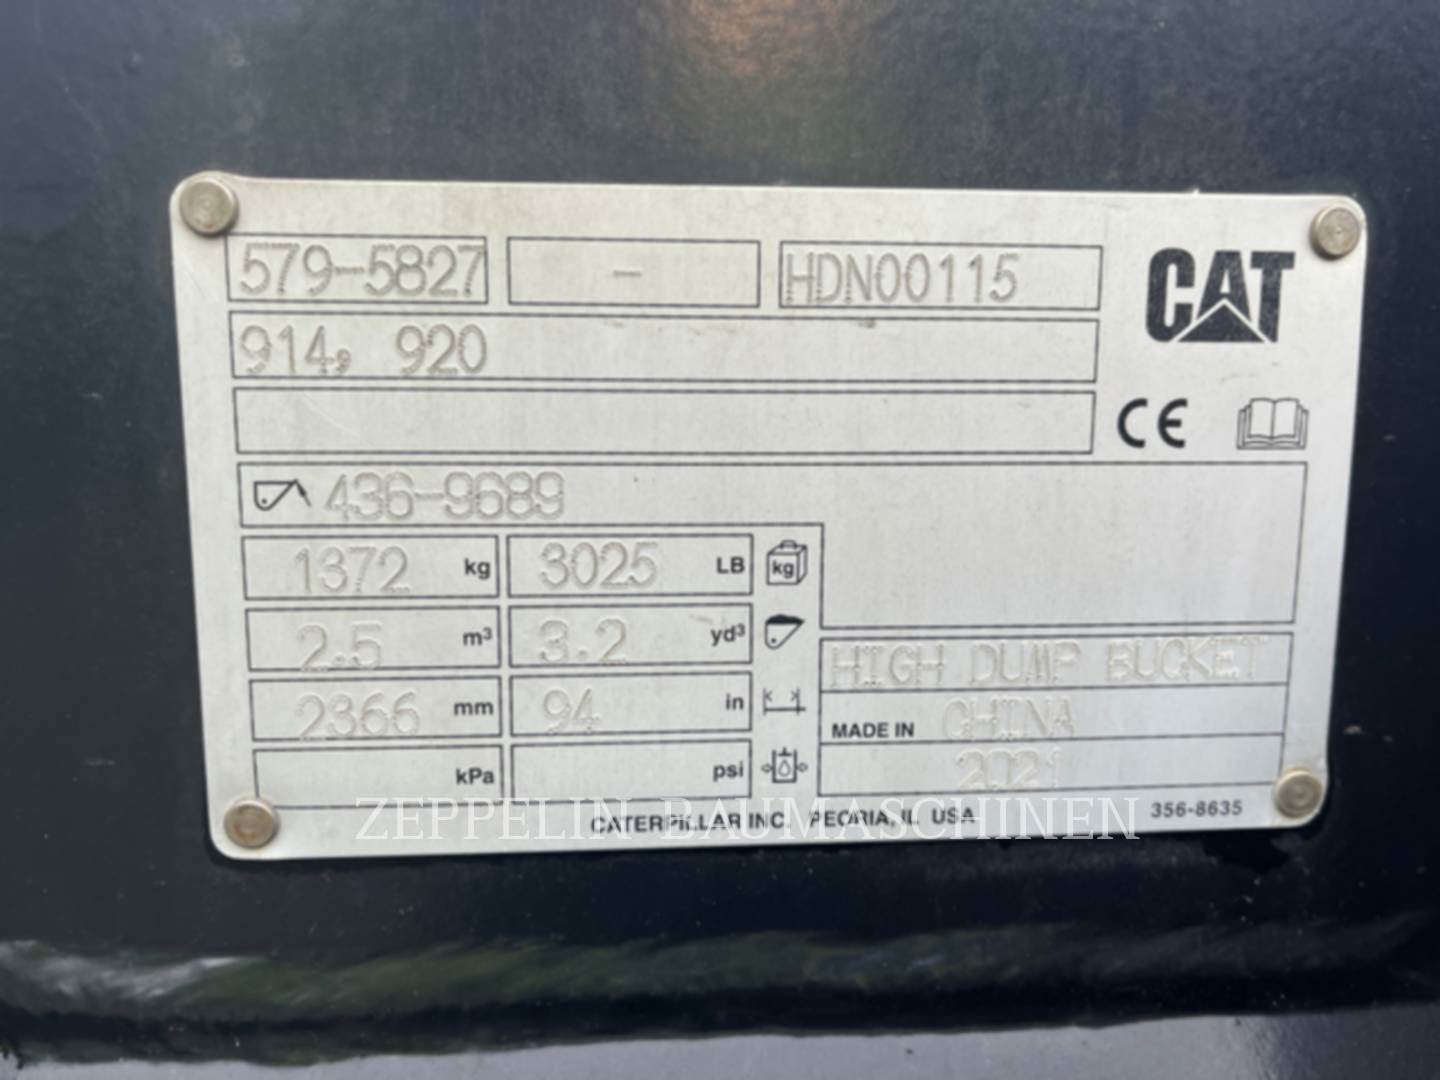 579-5827 - HDN00115 CAT
914, 920
CE
436-9689
1372 kg 3025 LB kg
2.5 m³ 3.2 yd³
HIGH DUMP BUCKET
2366 mm 94 in
MADE IN CHINA
kPa psi 2021
CATERPILLAR INC. PEORIA, IL USA 356-8635
ZEPPELIN BAUMASCHINEN